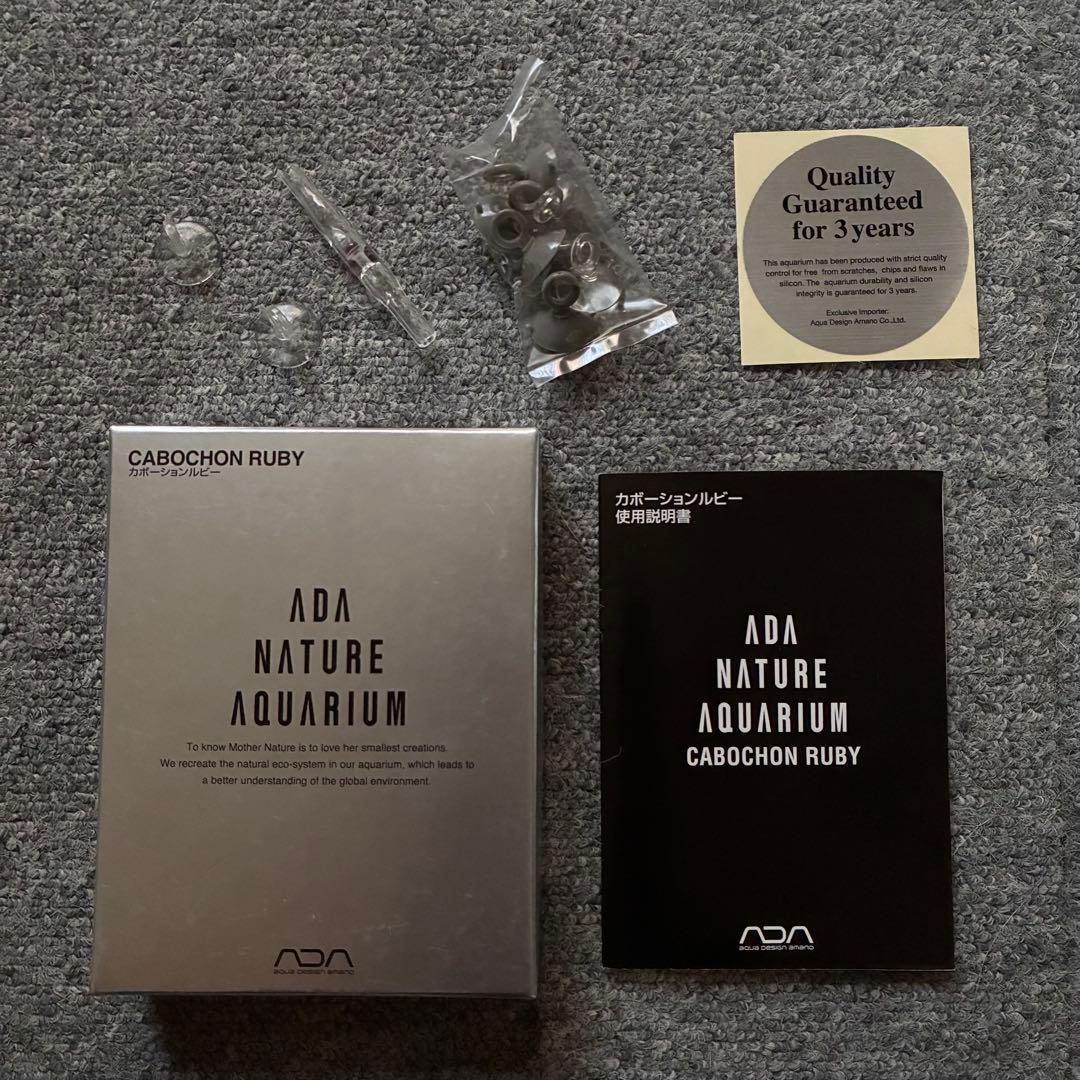 Quality
Guaranteed
for 3 years
This aquarium has been produced with strict quality
control for free from scratches, chips and flaws in
silicon. The aquarium durability and silicon
integrity is guaranteed for 3 years.
Exclusive Importer:
Aqua Design Amano Co.,Ltd.
CABOCHON RUBY
カボーションルビー
ADA
NATURE
AQUARIUM
To know Mother Nature is to love her smallest creations.
We recreate the natural eco-system in our aquarium, which leads to
a better understanding of the global environment.
ADA
aqua design amano
カボーションルビー
使用説明書
ADA
NATURE
AQUARIUM
CABOCHON RUBY
ADA
aqua design amano